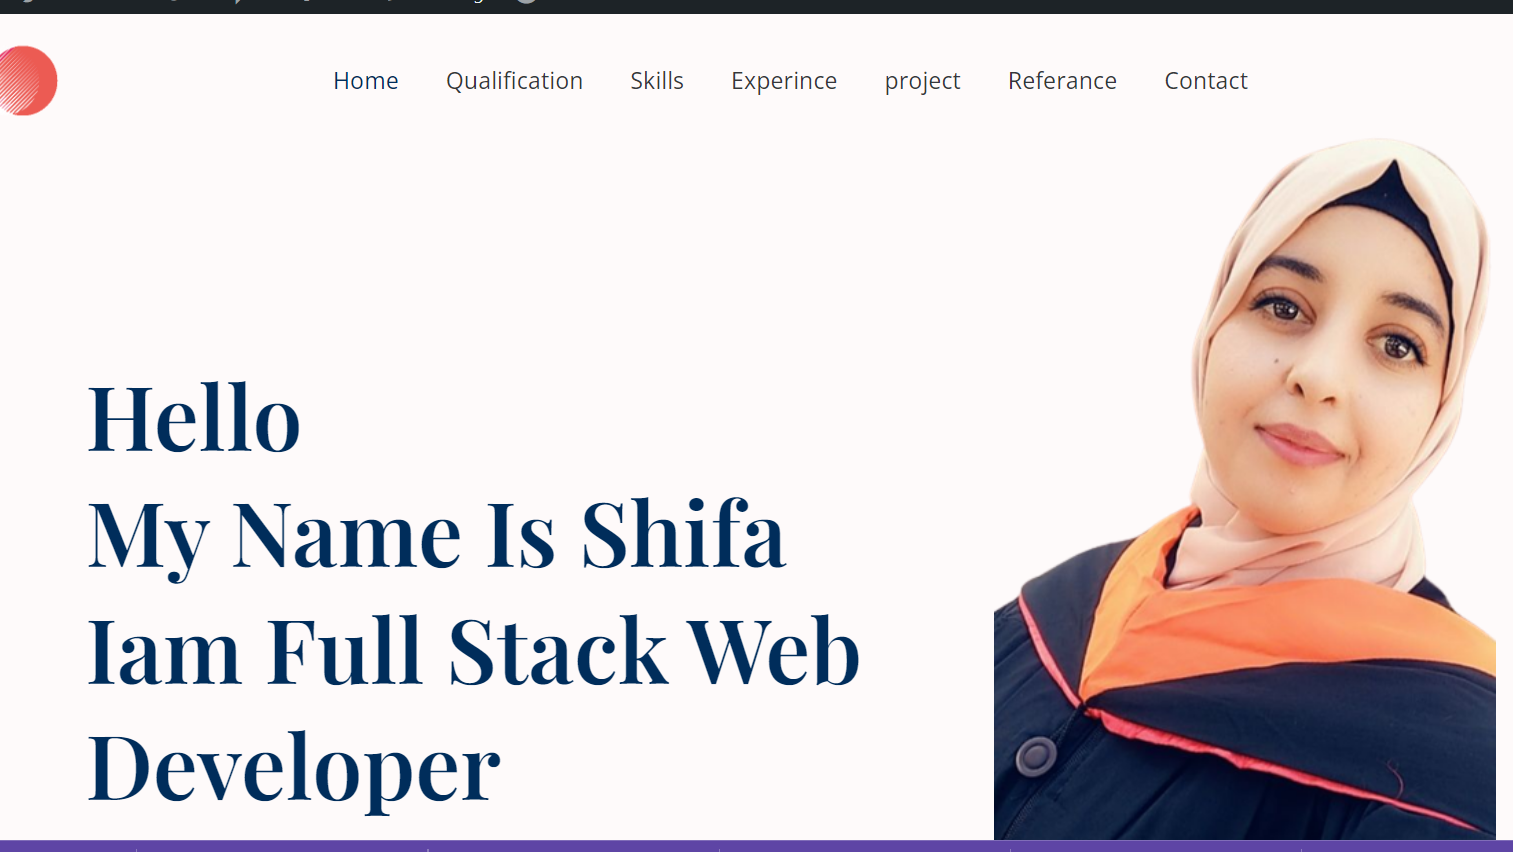 Home Qualification Skills Experince project Referance Contact
Hello
My Name Is Shifa
Iam Full Stack Web
Developer